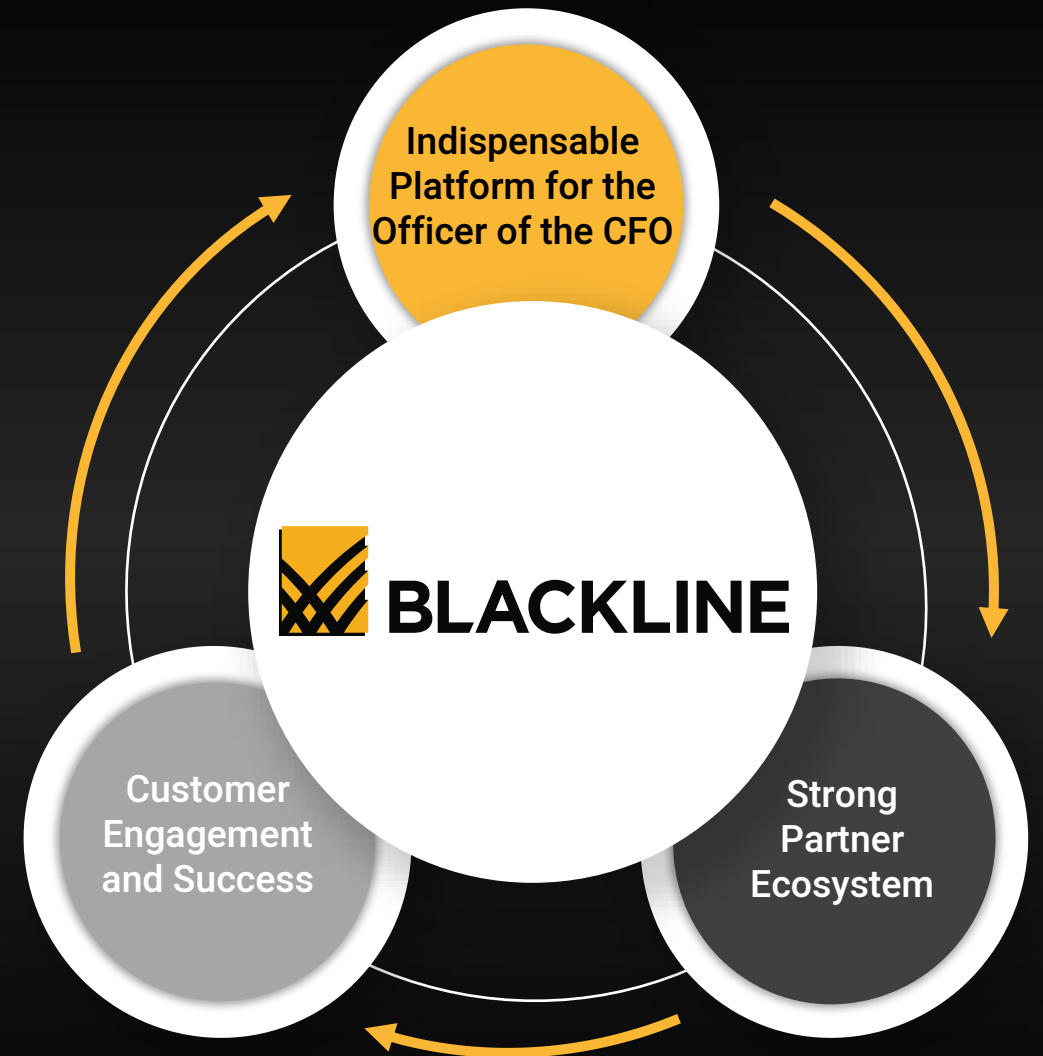 Indispensable
Platform for the
Officer of the CFO
BLACKLINE
Customer
Engagement
and Success
Strong
Partner
Ecosystem